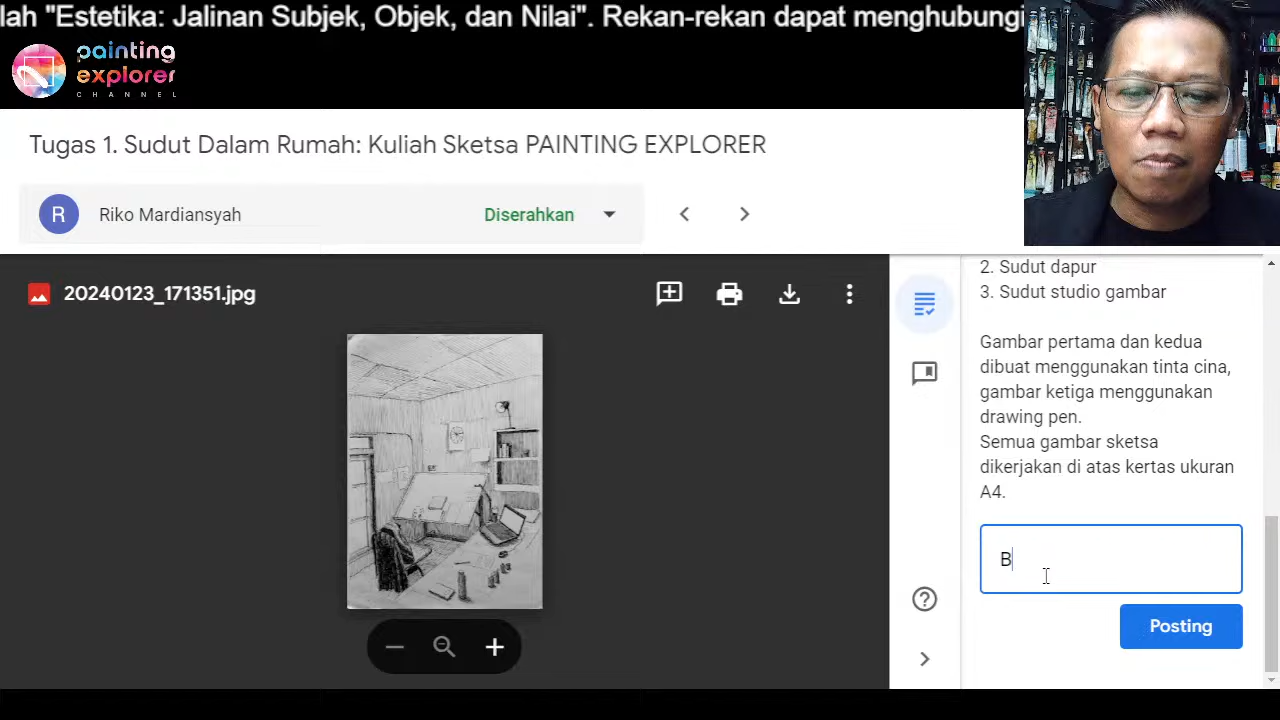 lah "Estetika: Jalinan Subjek, Objek, dan Nilai". Rekan-rekan dapat menghubungi
painting
explorer
CHANNEL
Tugas 1. Sudut Dalam Rumah: Kuliah Sketsa PAINTING EXPLORER
R
Riko Mardiansyah
Diserahkan
20240123_171351.jpg
2. Sudut dapur
3. Sudut studio gambar
Gambar pertama dan kedua
dibuat menggunakan tinta cina,
gambar ketiga menggunakan
drawing pen.
Semua gambar sketsa
dikerjakan di atas kertas ukuran
A4.
B
Posting